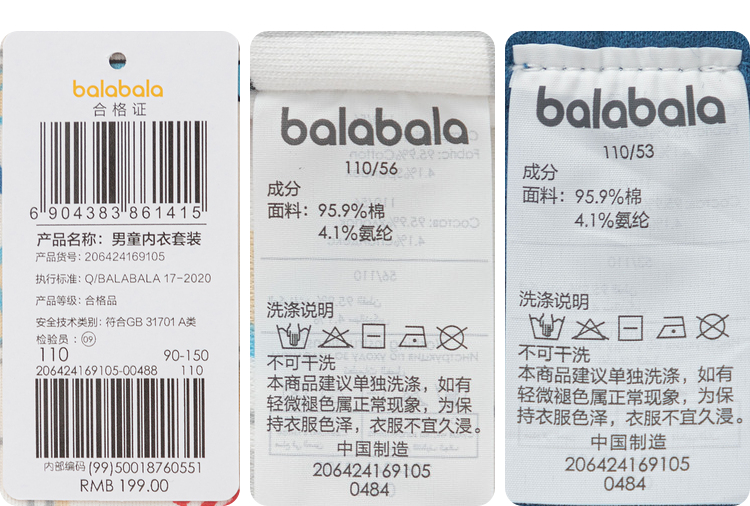 balabala
合格证
6 904383 861415
产品名称：男童内衣套装
产品货号：206424169105
执行标准：Q/BALABALA 17-2020
产品等级：合格品
安全技术类别：符合GB 31701 A类
检验员：09
110 90-150
206424169105-00488 110
内部编码 (99)50018760551
RMB 199.00
balabala
110/56
成分
面料：95.9%棉
4.1%氨纶
洗涤说明
不可干洗
本商品建议单独洗涤，如有
轻微褪色属正常现象，为保
持衣服色泽，衣服不宜久浸。
中国制造
206424169105
0484
balabala
110/53
成分
面料：95.9%棉
4.1%氨纶
洗涤说明
不可干洗
本商品建议单独洗涤，如有
轻微褪色属正常现象，为保
持衣服色泽，衣服不宜久浸。
中国制造
206424169105
0484